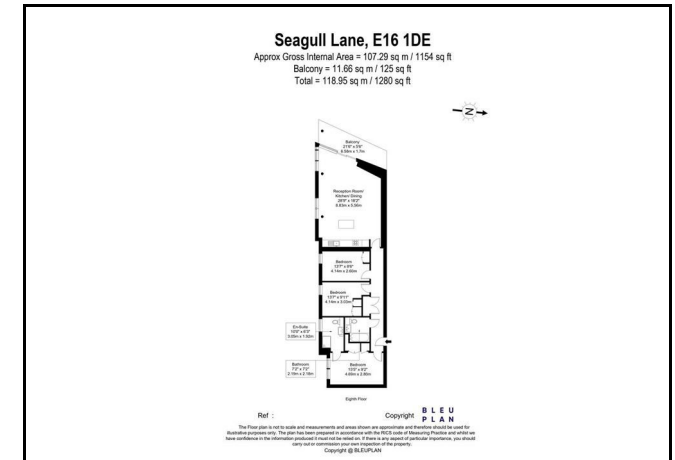 Seagull Lane, E16 1DE
Approx Gross Internal Area = 107.29 sq m / 1154 sq ft
Balcony = 11.66 sq m / 125 sq ft
Total = 118.95 sq m / 1280 sq ft
N
Balcony
Reception Room/
Kitchen/ Dining
Bedroom
Bedroom
En-Suite
Bathroom
Bedroom
Eighth Floor
Ref :
Copyright
BLEU
PLAN
The Floor plan is not to scale and measurements and areas shown are approximate and therefore should be used for
illustrative purposes only. The plan has been prepared in accordance with the RICS code of Measuring Practice and whilst we
have confidence in the information produced it must not be relied on. If there is any aspect of particular importance, you should
carry out or commission your own inspection of the property.
Copyright @ BLEUPLAN